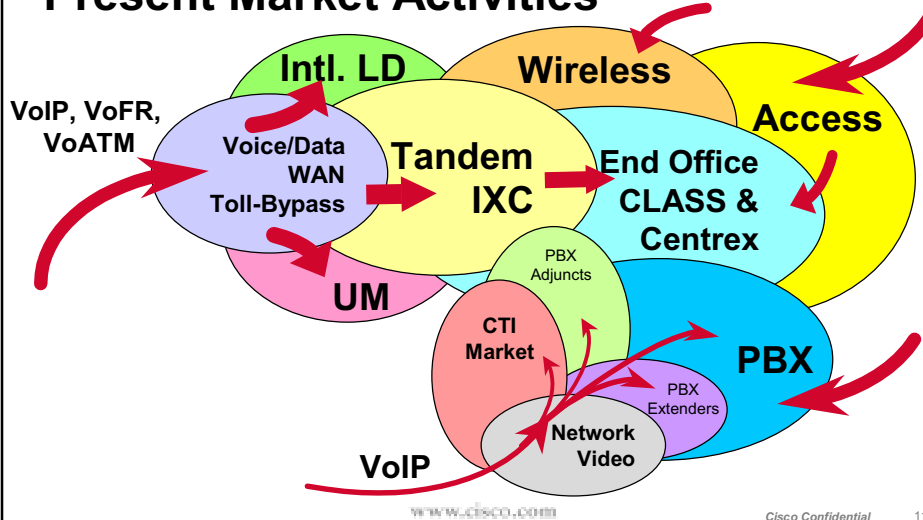 Present Market Activities
Intl. LD
Wireless
Access
VoIP, VoFR,
VoATM
Voice/Data
WAN
Toll-Bypass
Tandem
IXC
End Office
CLASS &
Centrex
UM
PBX
Adjuncts
CTI
Market
PBX
PBX
Extenders
Network
Video
VoIP
www.cisco.com
Cisco Confidential